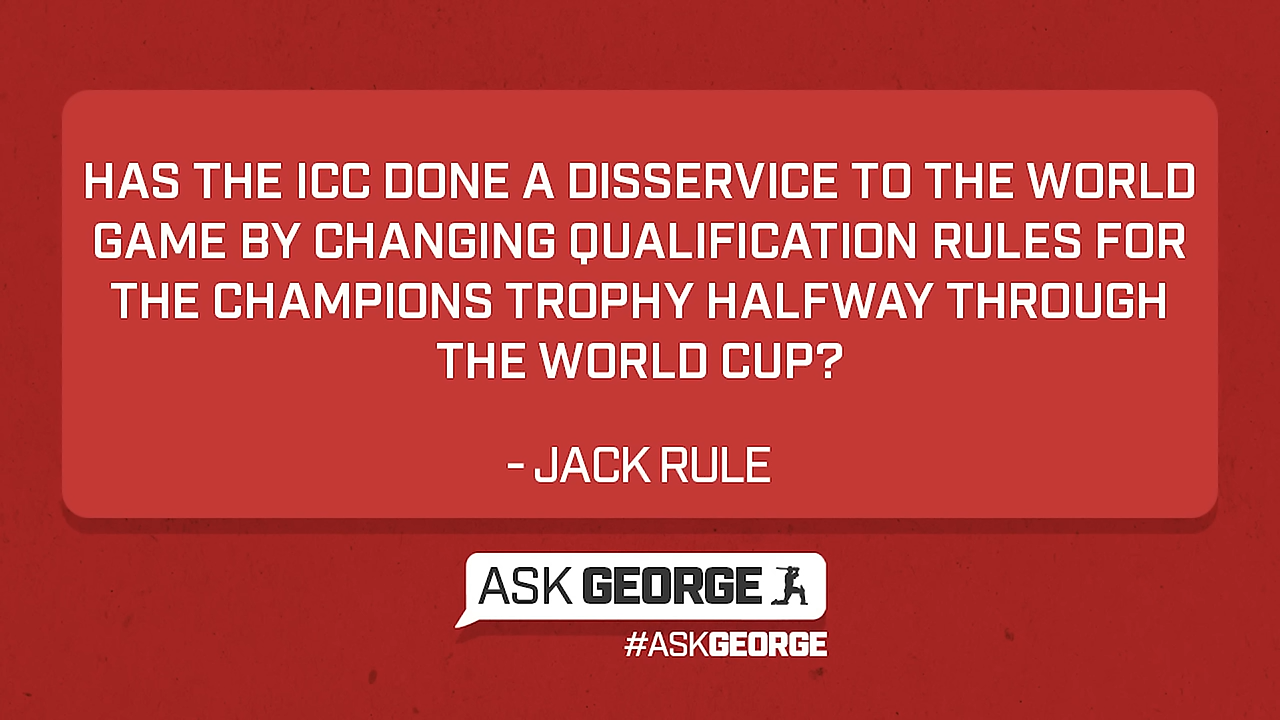 HAS THE ICC DONE A DISSERVICE TO THE WORLD
GAME BY CHANGING QUALIFICATION RULES FOR
THE CHAMPIONS TROPHY HALFWAY THROUGH
THE WORLD CUP?
- JACK RULE
ASK GEORGE
#ASKGEORGE